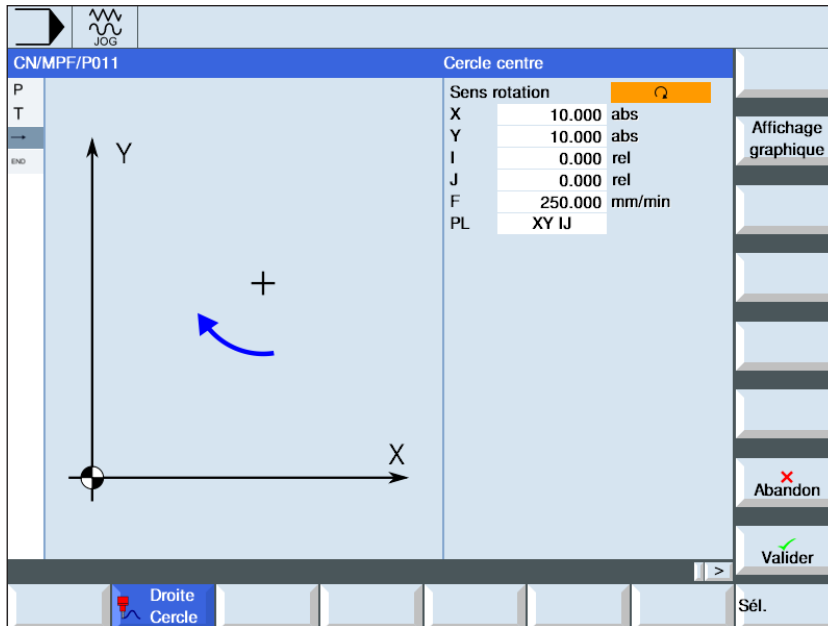 JOG
CN/MPF/P011
Cercle centre
P
T
END
Y
X
Sens rotation
X 10.000 abs
Y 10.000 abs
I 0.000 rel
J 0.000 rel
F 250.000 mm/min
PL XY IJ
Affichage
graphique
Abandon
Valider
>
Droite
Cercle
Sél.